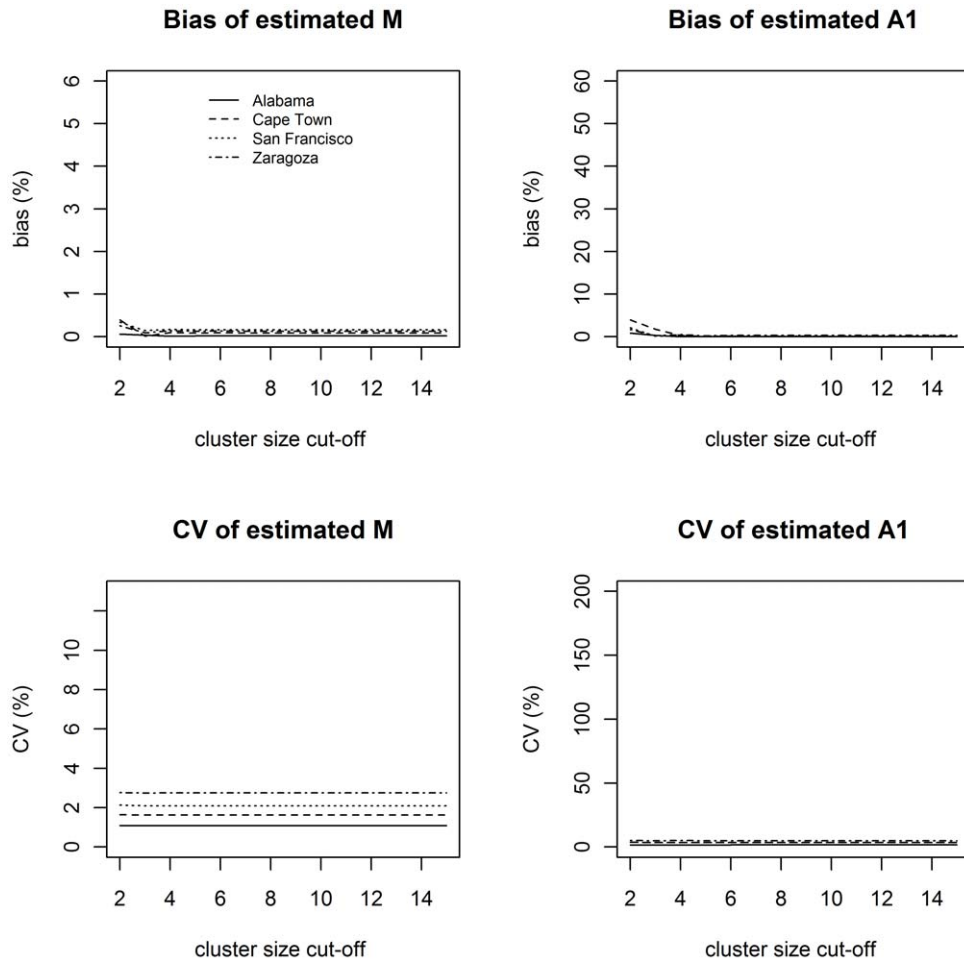 Bias of estimated M
bias (%)
0 1 2 3 4 5 6
Alabama
Cape Town
San Francisco
Zaragoza
2 4 6 8 10 12 14
cluster size cut-off
Bias of estimated A1
bias (%)
0 10 20 30 40 50 60
2 4 6 8 10 12 14
cluster size cut-off
CV of estimated M
CV (%)
0 2 4 6 8 10
2 4 6 8 10 12 14
cluster size cut-off
CV of estimated A1
CV (%)
0 50 100 150 200
2 4 6 8 10 12 14
cluster size cut-off